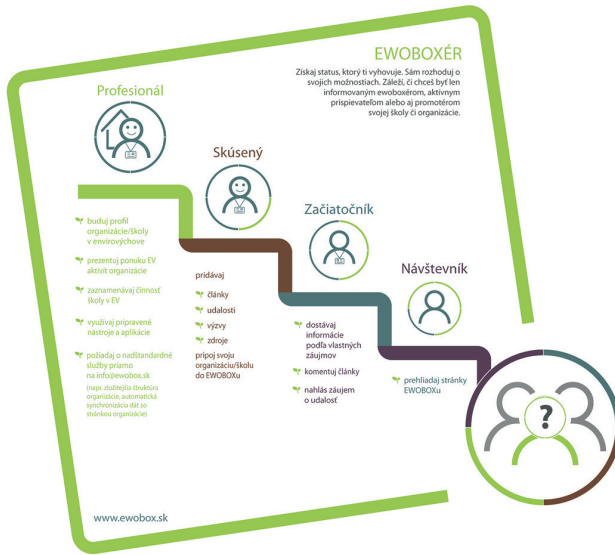 EWOBOXÉR
Získaj status, ktorý ti vyhovuje. Sám rozhoduj o
svojich možnostiach. Záleží, či chceš byť len
informovaným ewoboxérom, aktívnym
prispievateľom alebo aj promotérom
svojej školy či organizácie.
Profesionál
buduj profil
organizácie/školy
v envirovýchove
prezentuj ponuku EV
aktivít organizácie
zaznamenávaj činnosť
školy v EV
využívaj pripravené
nástroje a aplikácie
požiadaj o nadštandardné
služby priamo
na info@ewobox.sk
(napr. zložitejšia štruktúra
organizácie, automatická
synchronizácia dát so
stránkou organizácie)
Skúsený
pridávaj
články
udalosti
výzvy
zdroje
pripoj svoju
organizáciu/školu
do EWOBOXu
Začiatočník
dostávaj
informácie
podľa vlastných
záujmov
komentuj články
nahlás záujem
o udalosť
Návštevník
prehliadaj stránky
EWOBOXu
?
www.ewobox.sk